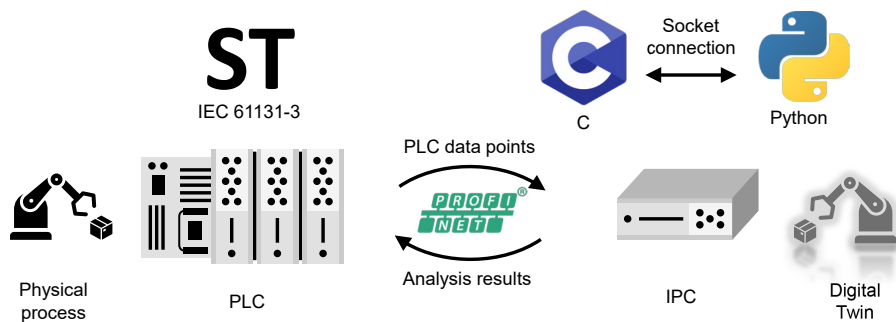 ST
IEC 61131-3
C
Socket
connection
C
Python
PLC data points
PROFI
NET
®
Analysis results
Physical
process
PLC
IPC
Digital
Twin